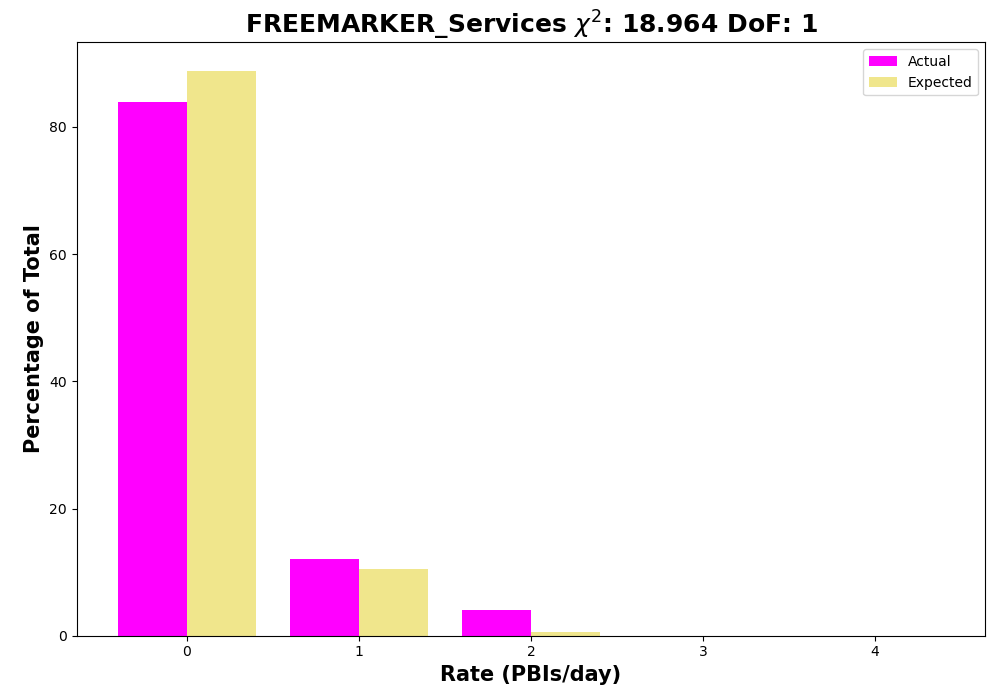 FREEMARKER_Services χ²: 18.964 DoF: 1
Actual
Expected
Percentage of Total
80
60
40
20
0
0 1 2 3 4
Rate (PBIs/day)